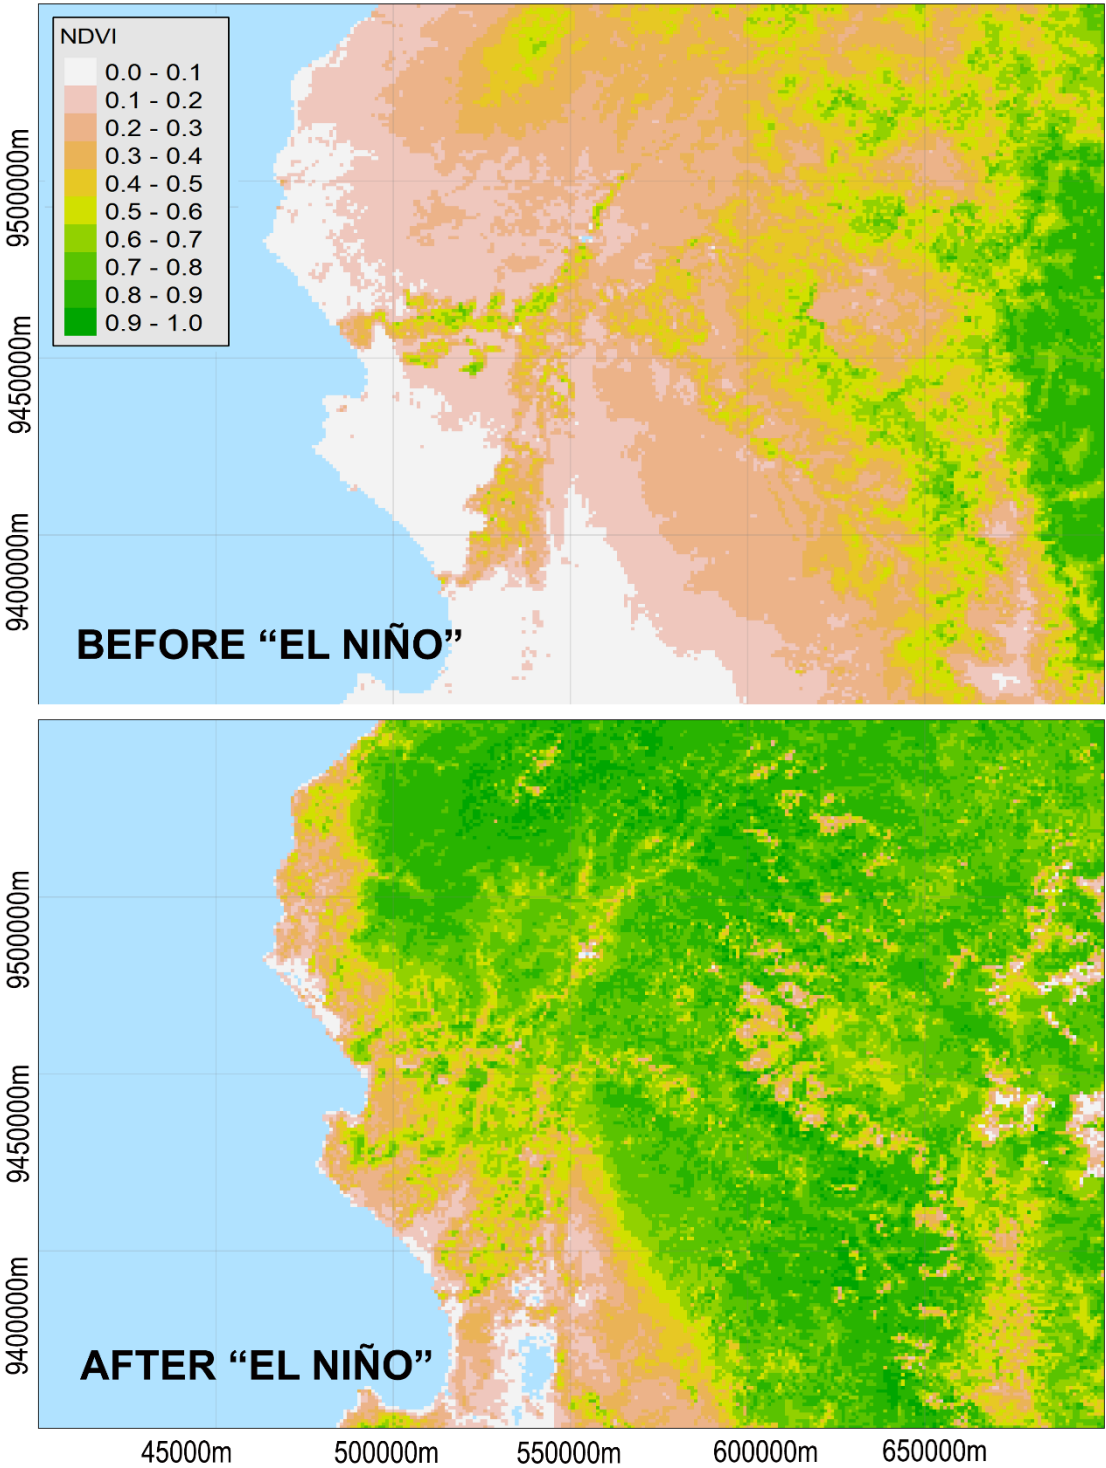 NDVI
0.0 - 0.1
0.1 - 0.2
0.2 - 0.3
0.3 - 0.4
0.4 - 0.5
0.5 - 0.6
0.6 - 0.7
0.7 - 0.8
0.8 - 0.9
0.9 - 1.0
9500000m
9450000m
9400000m
BEFORE “EL NIÑO”
9500000m
9450000m
9400000m
AFTER “EL NIÑO”
45000m 500000m 550000m 600000m 650000m